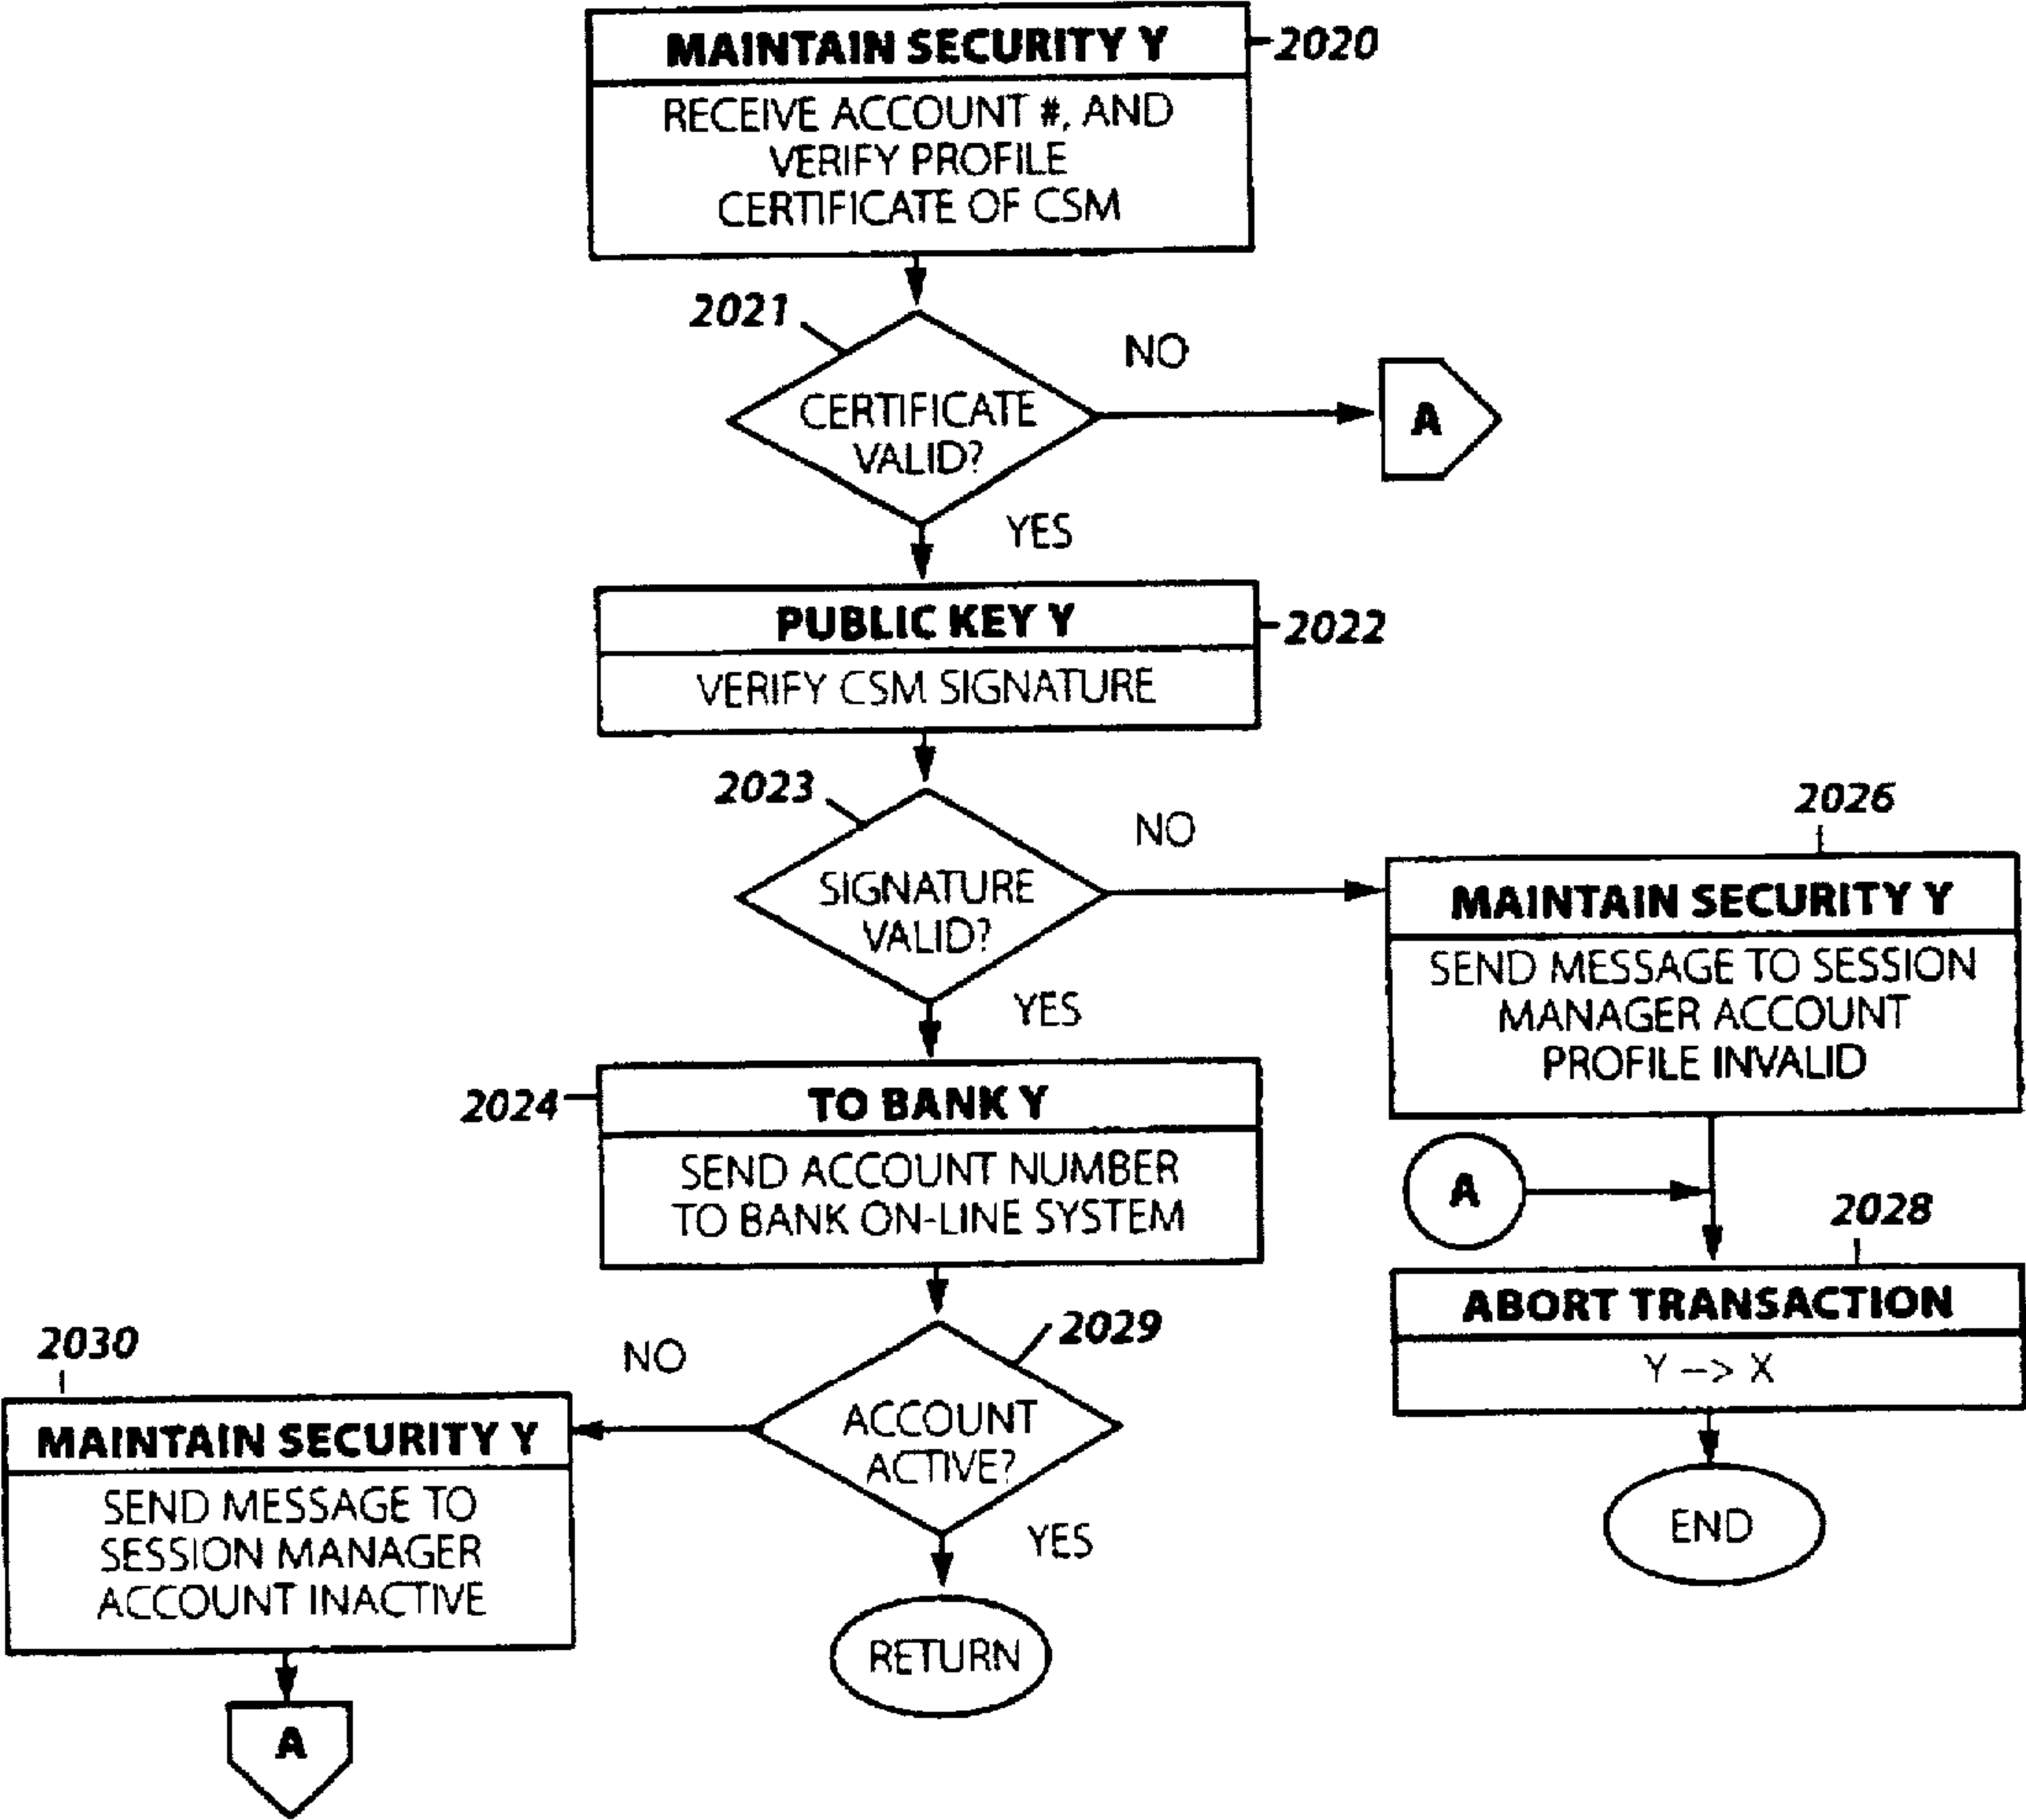 MAINTAIN SECURITY Y
2020
RECEIVE ACCOUNT #, AND
VERIFY PROFILE
CERTIFICATE OF CSM
2021
NO
CERTIFICATE
VALID?
A
YES
PUBLIC KEY Y
2022
VERIFY CSM SIGNATURE
2023
NO
SIGNATURE
VALID?
YES
2026
MAINTAIN SECURITY Y
SEND MESSAGE TO SESSION
MANAGER ACCOUNT
PROFILE INVALID
2024
TO BANK Y
SEND ACCOUNT NUMBER
TO BANK ON-LINE SYSTEM
A
2028
ABORT TRANSACTION
Y --> X
END
2029
NO
ACCOUNT
ACTIVE?
YES
RETURN
2030
MAINTAIN SECURITY Y
SEND MESSAGE TO
SESSION MANAGER
ACCOUNT INACTIVE
A